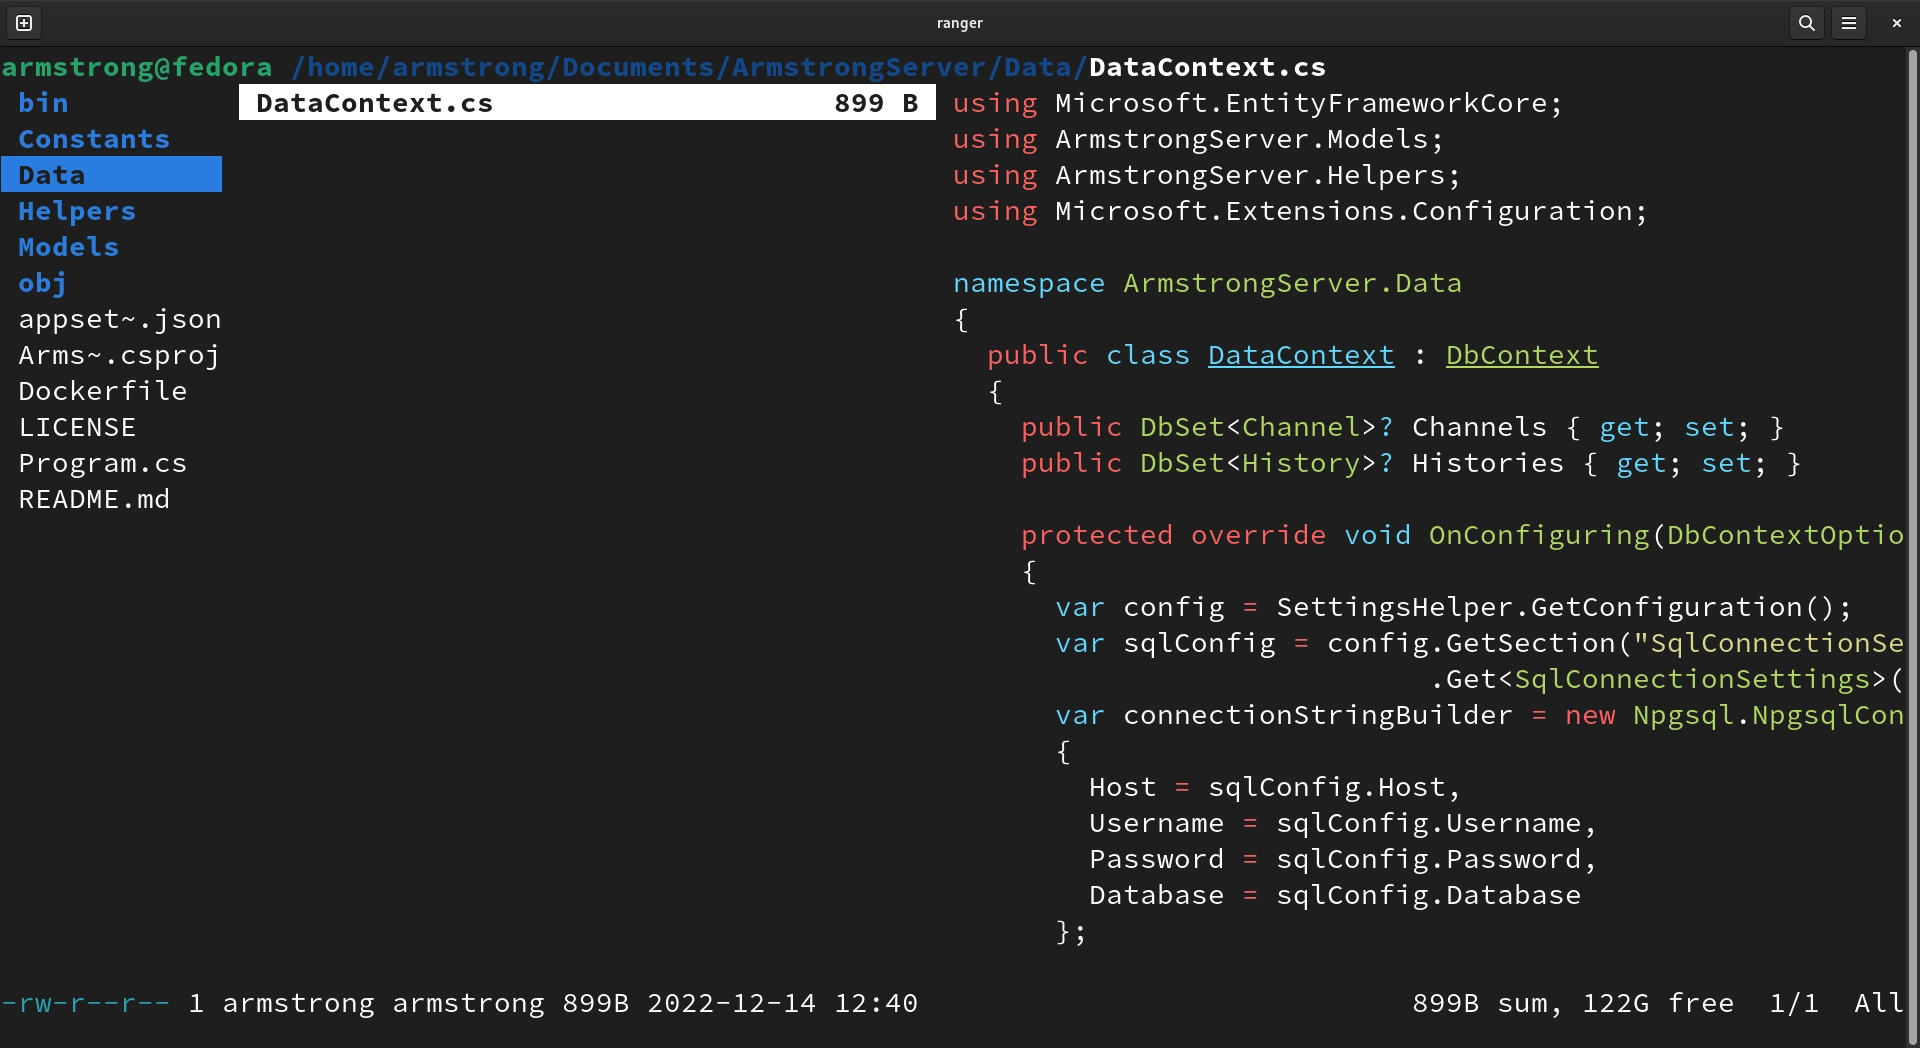 ranger
armstrong@fedora /home/armstrong/Documents/ArmstrongServer/Data/DataContext.cs
bin
Constants
Data
Helpers
Models
obj
appset~.json
Arms~.csproj
Dockerfile
LICENSE
Program.cs
README.md
DataContext.cs 899 B
using Microsoft.EntityFrameworkCore;
using ArmstrongServer.Models;
using ArmstrongServer.Helpers;
using Microsoft.Extensions.Configuration;
namespace ArmstrongServer.Data
{
public class DataContext : DbContext
{
public DbSet<Channel>? Channels { get; set; }
public DbSet<History>? Histories { get; set; }
protected override void OnConfiguring(DbContextOptio
{
var config = SettingsHelper.GetConfiguration();
var sqlConfig = config.GetSection("SqlConnectionSe
.Get<SqlConnectionSettings>(
var connectionStringBuilder = new Npgsql.NpgsqlCon
{
Host = sqlConfig.Host,
Username = sqlConfig.Username,
Password = sqlConfig.Password,
Database = sqlConfig.Database
};
-rw-r--r-- 1 armstrong armstrong 899B 2022-12-14 12:40 899B sum, 122G free 1/1 All